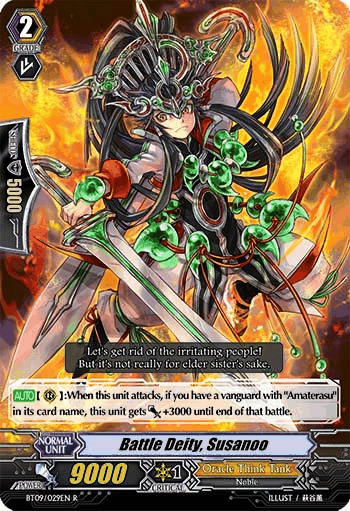 2
GRADE
5000
Let's get rid of the irritating people!
But it's not really for elder sister's sake.
AUTO [ ]:When this unit attacks, if you have a vanguard with "Amaterasu"
in its card name, this unit gets +3000 until end of that battle.
NORMAL
UNIT
Battle Deity, Susanoo
POWER
9000
1
CRITICAL
Oracle Think Tank
Noble
BT09/029EN R
ILLUST / 萩谷薫